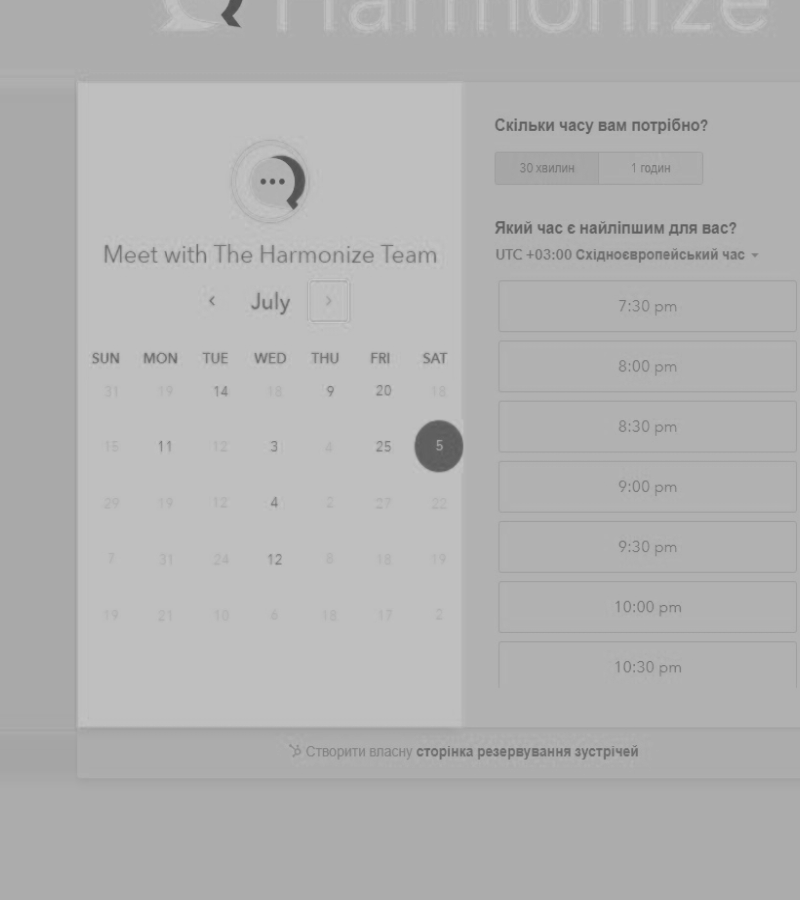 Harmonize
Meet with The Harmonize Team
July
SUN MON TUE WED THU FRI SAT
31 19 14 18 9 20 18
15 11 12 3 4 25 5
29 19 12 4 2 27 22
7 31 24 12 8 18 19
19 21 10 6 18 17 2
Скільки часу вам потрібно?
30 хвилин 1 годин
Який час є найліпшим для вас?
UTC +03:00 Східноєвропейський час
7:30 pm
8:00 pm
8:30 pm
9:00 pm
9:30 pm
10:00 pm
10:30 pm
Створити власну сторінка резервування зустрічей